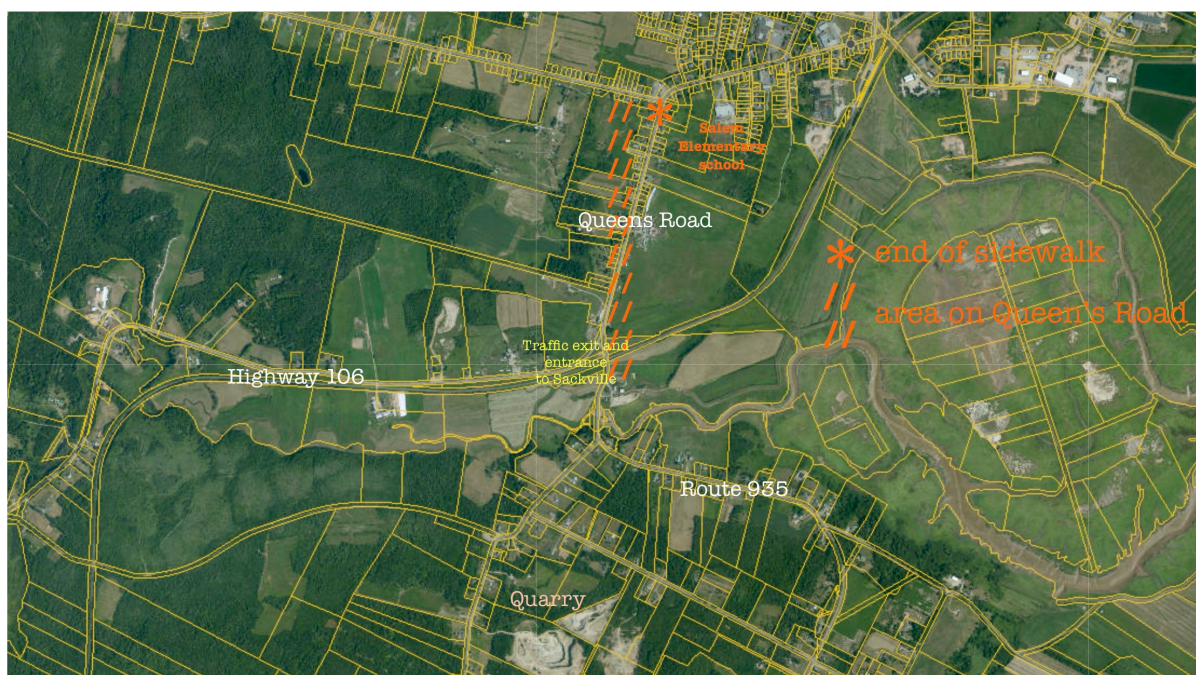 Salem
Elementary
school
Queens Road
* end of sidewalk
area on Queen's Road
Traffic exit and
entrance
to Sackville
Highway 106
Route 935
Quarry